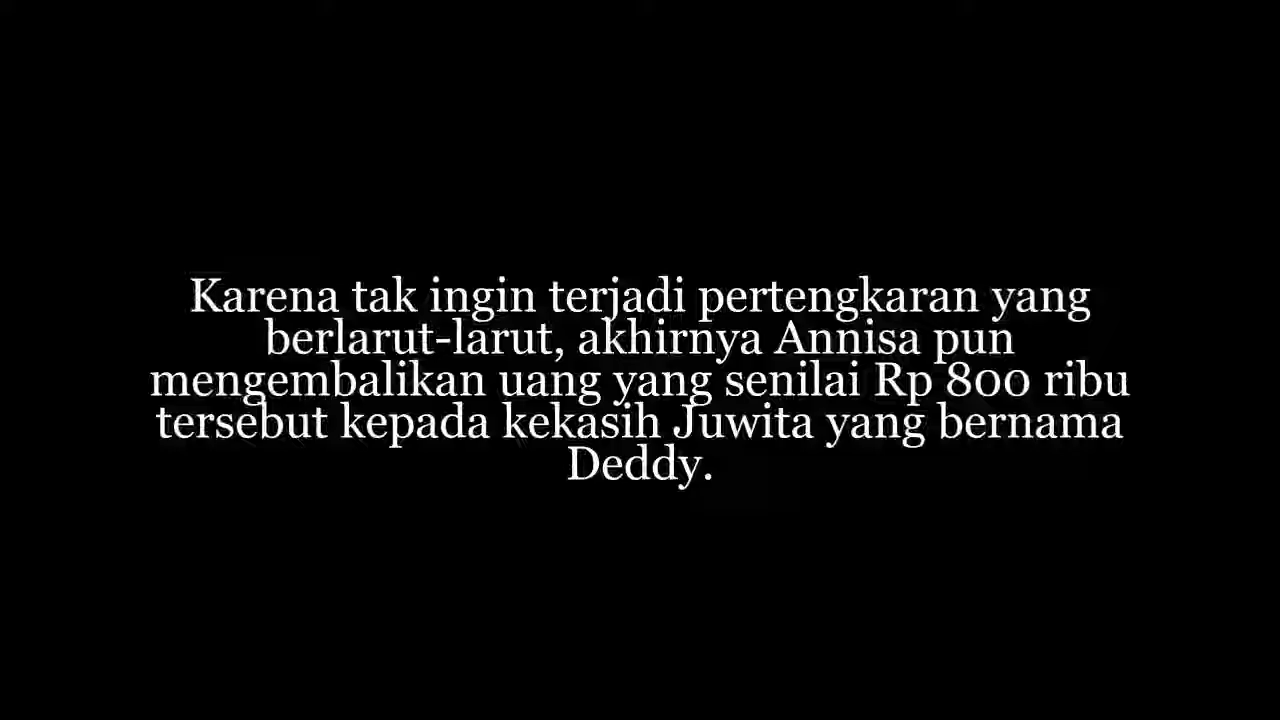 Karena tak ingin terjadi pertengkaran yang
berlarut-larut, akhirnya Annisa pun
mengembalikan uang yang senilai Rp 800 ribu
tersebut kepada kekasih Juwita yang bernama
Deddy.